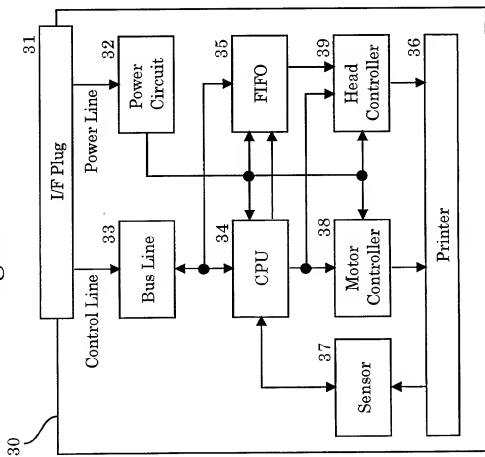 30
31
I/F Plug
Control Line
Power Line
33
Bus Line
32
Power
Circuit
34
CPU
35
FIFO
37
Sensor
38
Motor
Controller
39
Head
Controller
36
Printer